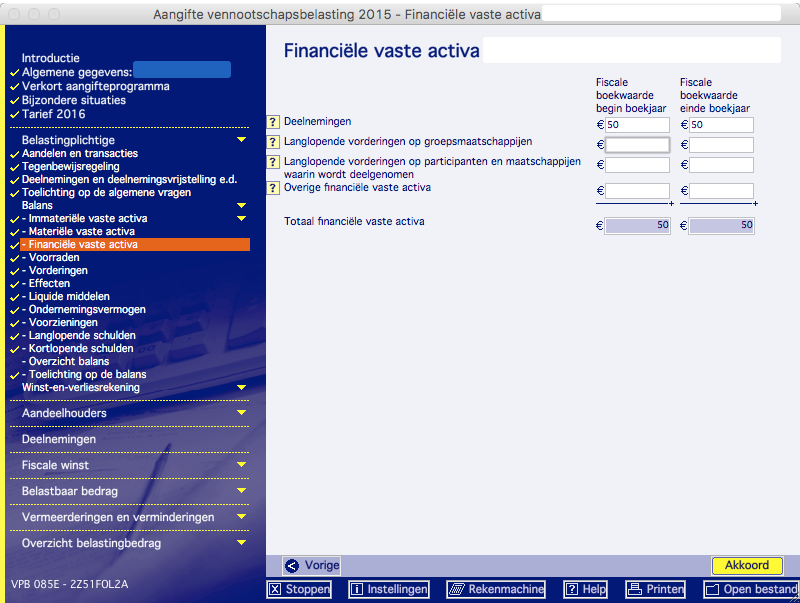 Aangifte vennootschapsbelasting 2015 - Financiële vaste activa
Introductie
Algemene gegevens:
Verkort aangifteprogramma
Bijzondere situaties
Tarief 2016
Belastingplichtige
Aandelen en transacties
Tegenbewijsregeling
Deelnemingen en deelnemingsvrijstelling e.d.
Toelichting op de algemene vragen
Balans
- Immateriële vaste activa
- Materiële vaste activa
- Financiële vaste activa
- Voorraden
- Vorderingen
- Effecten
- Liquide middelen
- Ondernemingsvermogen
- Voorzieningen
- Langlopende schulden
- Kortlopende schulden
- Overzicht balans
- Toelichting op de balans
Winst-en-verliesrekening
Aandeelhouders
Deelnemingen
Fiscale winst
Belastbaar bedrag
Vermeerderingen en verminderingen
Overzicht belastingbedrag
VPB 085E - 2Z51FOL2A
Financiële vaste activa
Fiscale boekwaarde begin boekjaar
Fiscale boekwaarde einde boekjaar
? Deelnemingen € 50 € 50
? Langlopende vorderingen op groepsmaatschappijen € €
? Langlopende vorderingen op participanten en maatschappijen € €
waarin wordt deelgenomen
? Overige financiële vaste activa € €
+ +
Totaal financiële vaste activa € 50 € 50
< Vorige
Akkoord
X Stoppen
i Instellingen
Rekenmachine
? Help
Printen
Open bestand